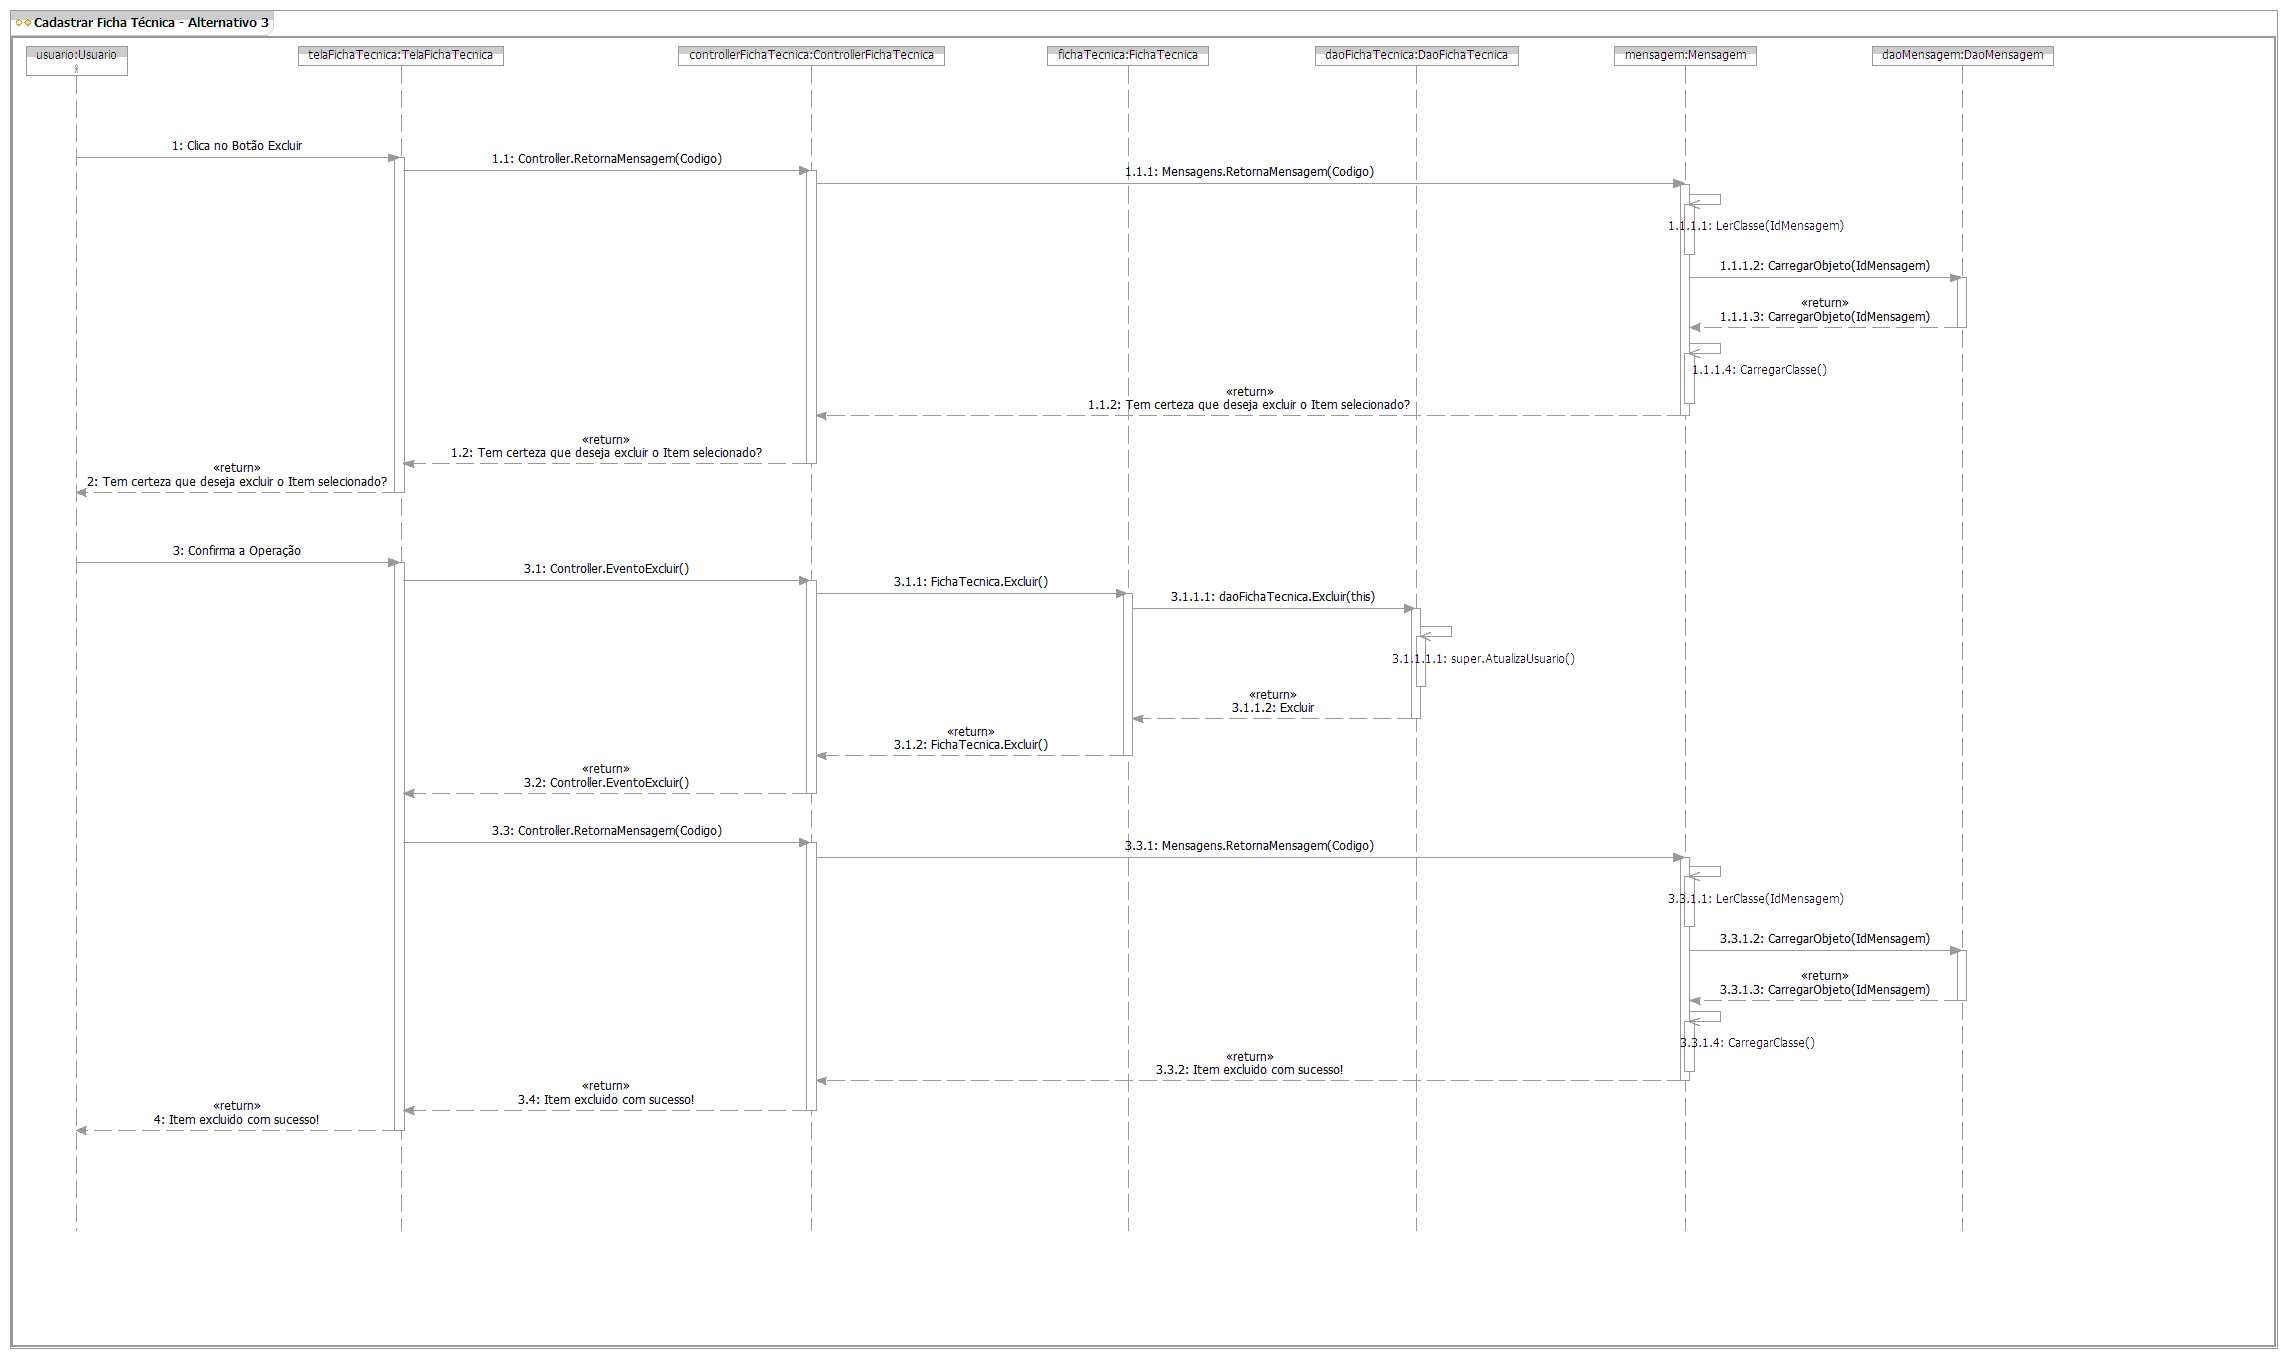 Cadastrar Ficha Técnica - Alternativo 3
usuario:Usuario
telaFichaTecnica:TelaFichaTecnica
controllerFichaTecnica:ControllerFichaTecnica
fichaTecnica:FichaTecnica
daoFichaTecnica:DaoFichaTecnica
mensagem:Mensagem
daoMensagem:DaoMensagem
1: Clica no Botão Excluir
1.1: Controller.RetornaMensagem(Codigo)
1.1.1: Mensagens.RetornaMensagem(Codigo)
1.1.1.1: LerClasse(IdMensagem)
1.1.1.2: CarregarObjeto(IdMensagem)
«return»
1.1.1.3: CarregarObjeto(IdMensagem)
1.1.1.4: CarregarClasse()
«return»
1.1.2: Tem certeza que deseja excluir o Item selecionado?
«return»
1.2: Tem certeza que deseja excluir o Item selecionado?
«return»
2: Tem certeza que deseja excluir o Item selecionado?
3: Confirma a Operação
3.1: Controller.EventoExcluir()
3.1.1: FichaTecnica.Excluir()
3.1.1.1: daoFichaTecnica.Excluir(this)
3.1.1.1.1: super.AtualizaUsuario()
«return»
3.1.1.2: Excluir
«return»
3.1.2: FichaTecnica.Excluir()
«return»
3.2: Controller.EventoExcluir()
3.3: Controller.RetornaMensagem(Codigo)
3.3.1: Mensagens.RetornaMensagem(Codigo)
3.3.1.1: LerClasse(IdMensagem)
3.3.1.2: CarregarObjeto(IdMensagem)
«return»
3.3.1.3: CarregarObjeto(IdMensagem)
3.3.1.4: CarregarClasse()
«return»
3.3.2: Item excluido com sucesso!
«return»
3.4: Item excluido com sucesso!
«return»
4: Item excluido com sucesso!